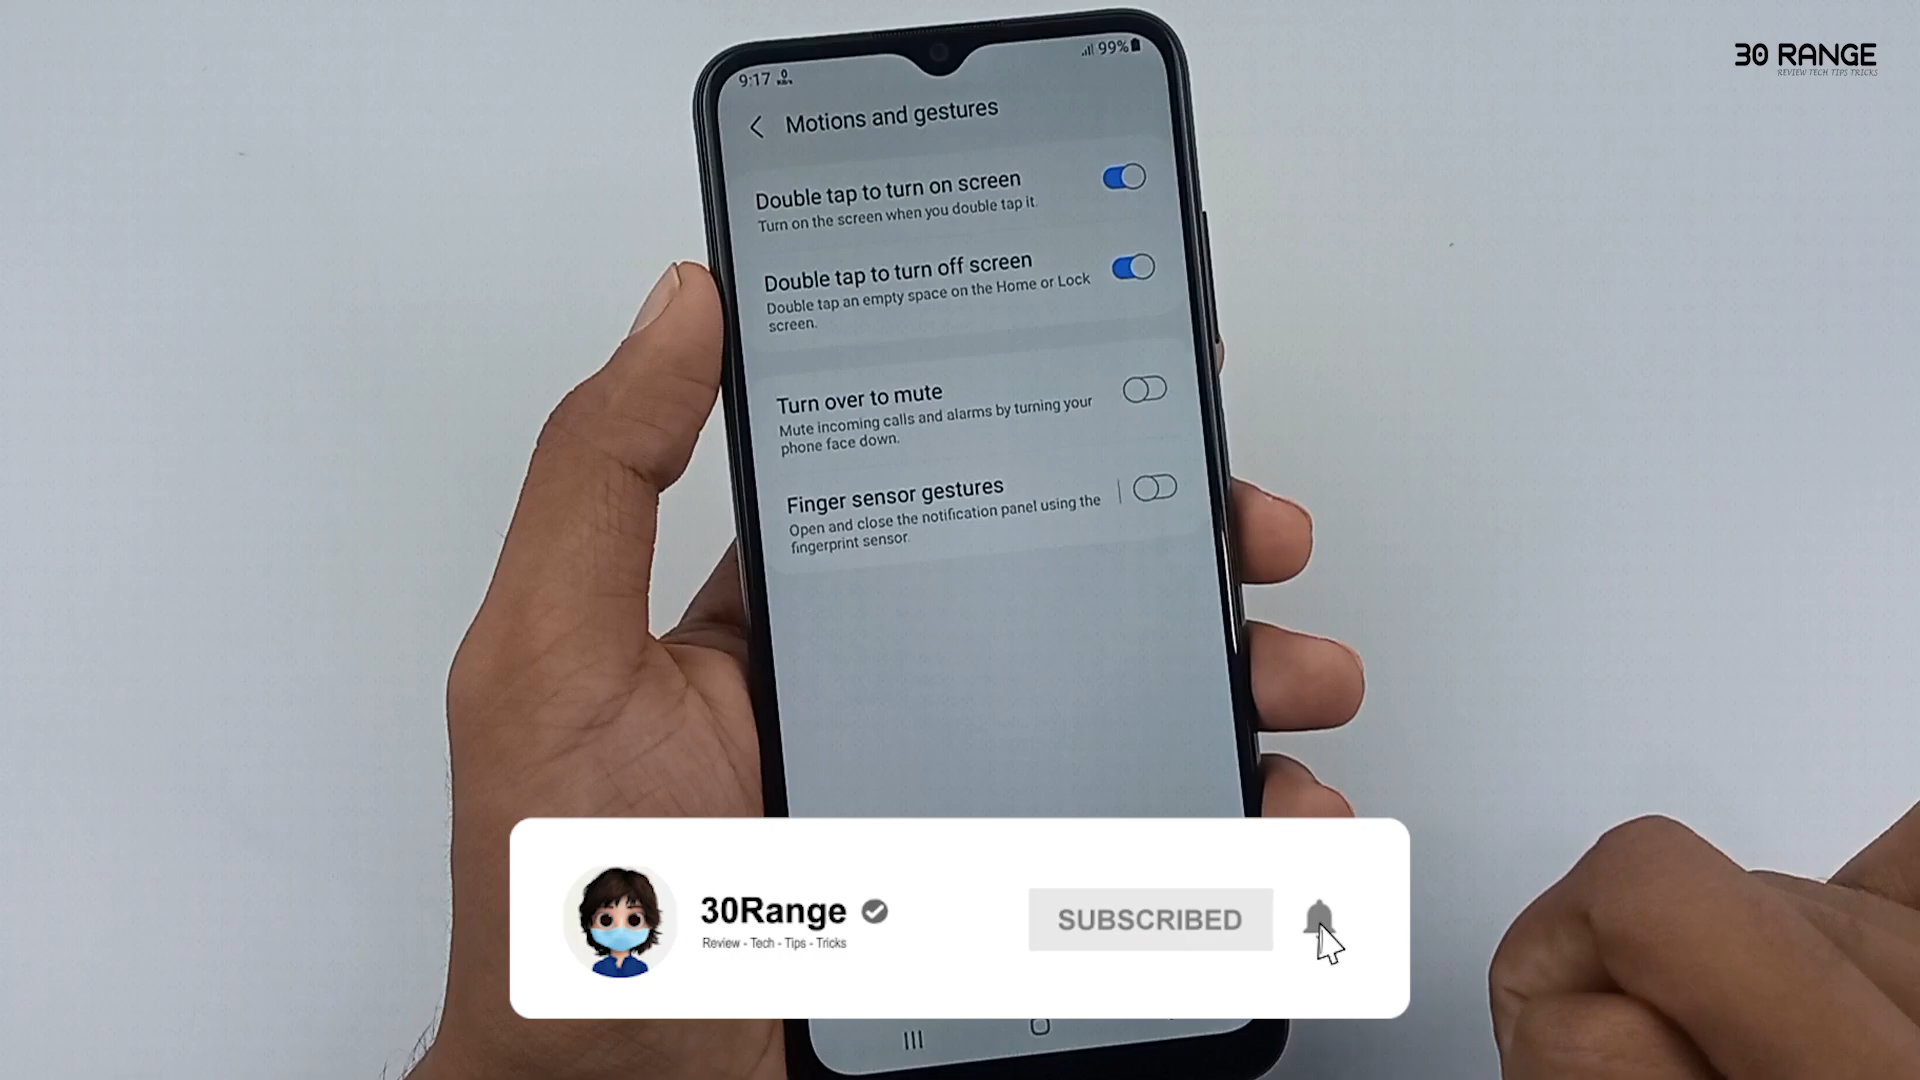 30 RANGE
REVIEW TECH TIPS TRICKS
9:17
99%
Motions and gestures
Double tap to turn on screen
Turn on the screen when you double tap it.
Double tap to turn off screen
Double tap an empty space on the Home or Lock
screen.
Turn over to mute
Mute incoming calls and alarms by turning your
phone face down.
Finger sensor gestures
Open and close the notification panel using the
fingerprint sensor.
30Range
Review - Tech - Tips - Tricks
SUBSCRIBED